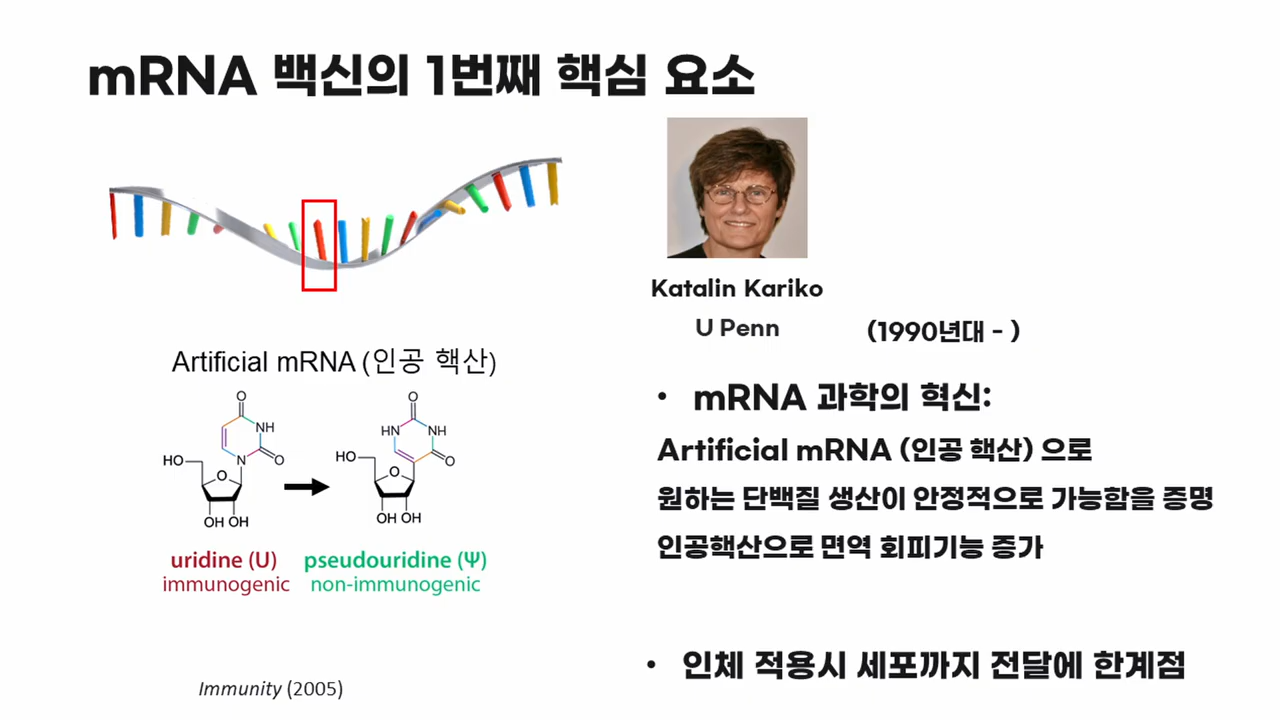 mRNA 백신의 1번째 핵심 요소
Katalin Kariko
U Penn
(1990년대 - )
Artificial mRNA (인공 핵산)
O
NH
N
O
HO
O
OH OH
O
HN
NH
O
HO
O
OH OH
uridine (U)
immunogenic
pseudouridine (Ψ)
non-immunogenic
Immunity (2005)
• mRNA 과학의 혁신:
Artificial mRNA (인공 핵산) 으로
원하는 단백질 생산이 안정적으로 가능함을 증명
인공핵산으로 면역 회피기능 증가
• 인체 적용시 세포까지 전달에 한계점